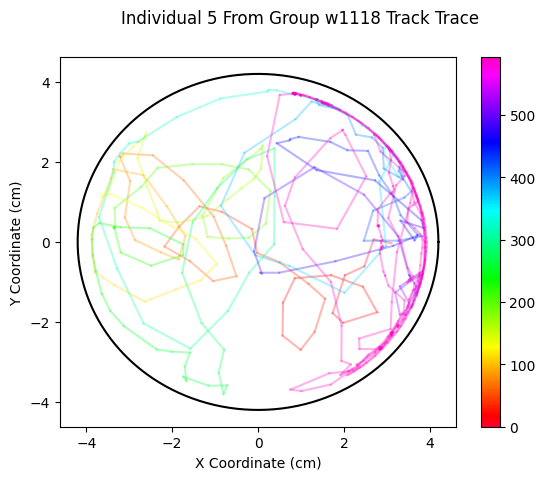 Individual 5 From Group w1118 Track Trace
4
2
0
−2
−4
Y Coordinate (cm)
−4 −2 0 2 4
X Coordinate (cm)
500
400
300
200
100
0